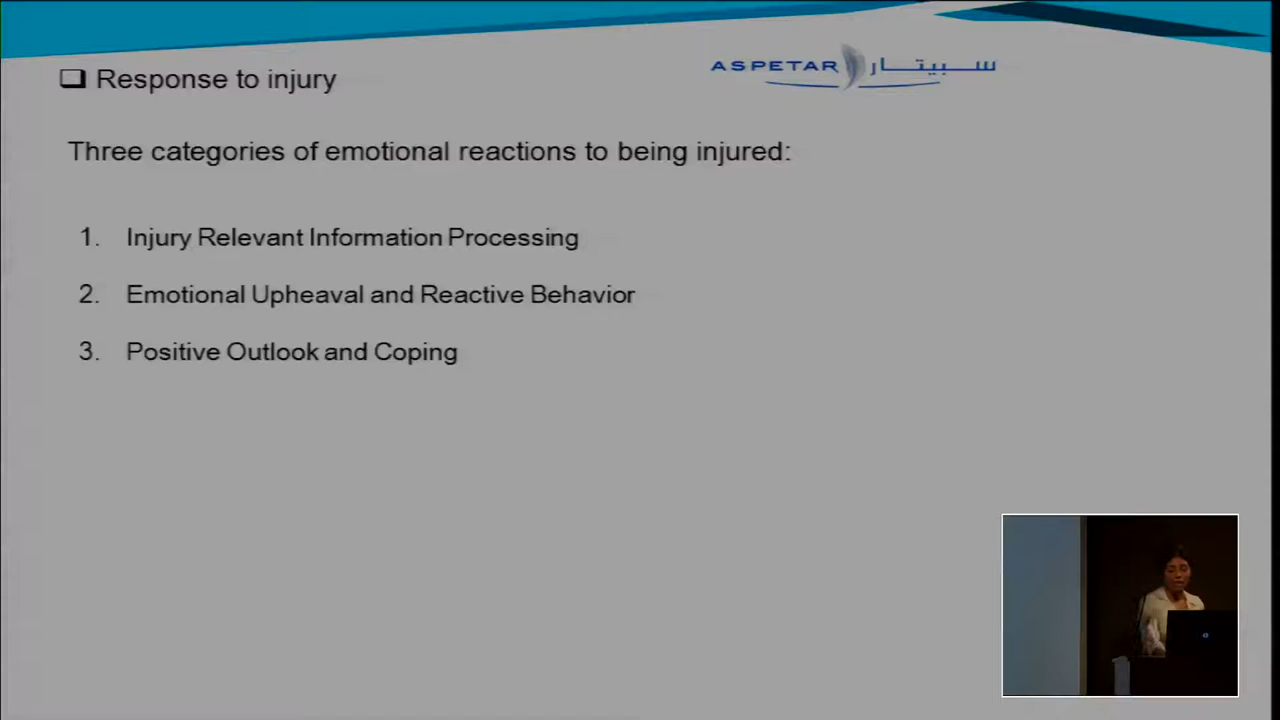 Response to injury
ASPETAR سبيتار
Three categories of emotional reactions to being injured:
1. Injury Relevant Information Processing
2. Emotional Upheaval and Reactive Behavior
3. Positive Outlook and Coping